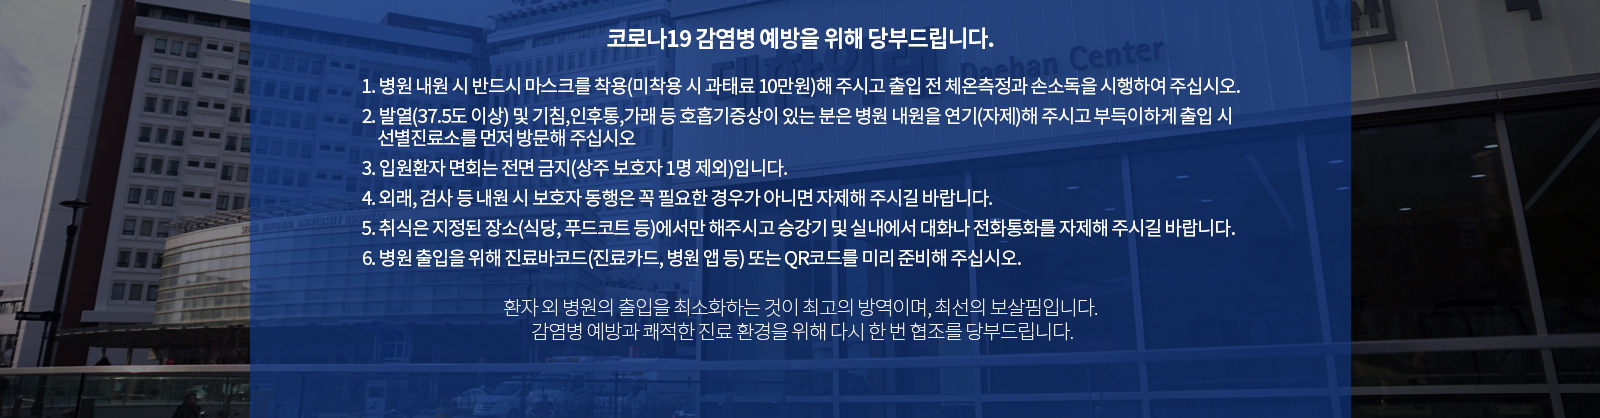 코로나19 감염병 예방을 위해 당부드립니다.
대한외래
Daehan Center
1. 병원 내원 시 반드시 마스크를 착용(미착용 시 과태료 10만원)해 주시고 출입 전 체온측정과 손소독을 시행하여 주십시오.
2. 발열(37.5도 이상) 및 기침,인후통,가래 등 호흡기증상이 있는 분은 병원 내원을 연기(자제)해 주시고 부득이하게 출입 시
선별진료소를 먼저 방문해 주십시오
3. 입원환자 면회는 전면 금지(상주 보호자 1명 제외)입니다.
4. 외래, 검사 등 내원 시 보호자 동행은 꼭 필요한 경우가 아니면 자제해 주시길 바랍니다.
5. 취식은 지정된 장소(식당, 푸드코트 등)에서만 해주시고 승강기 및 실내에서 대화나 전화통화를 자제해 주시길 바랍니다.
6. 병원 출입을 위해 진료바코드(진료카드, 병원 앱 등) 또는 QR코드를 미리 준비해 주십시오.
환자 외 병원의 출입을 최소화하는 것이 최고의 방역이며, 최선의 보살핌입니다.
감염병 예방과 쾌적한 진료 환경을 위해 다시 한 번 협조를 당부드립니다.